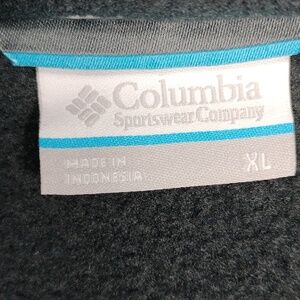 Columbia
Sportswear Company
MADE IN
INDONESIA
XL